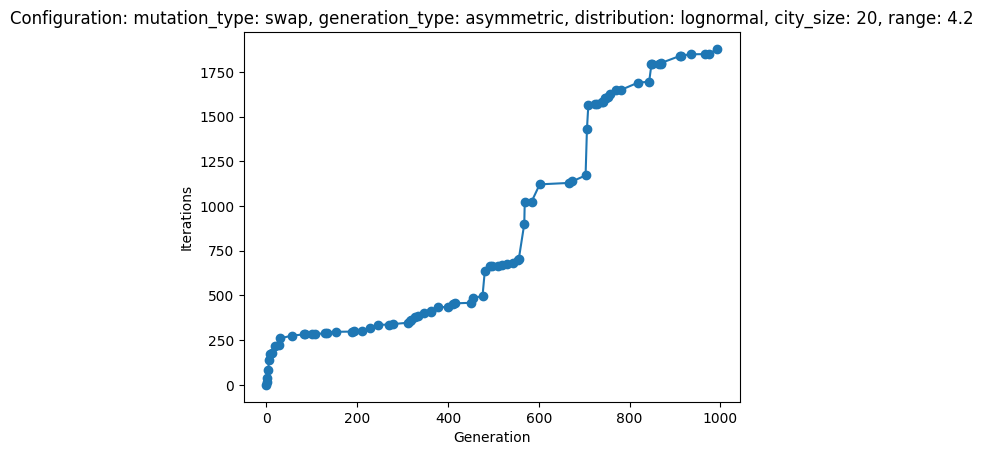 Configuration: mutation_type: swap, generation_type: asymmetric, distribution: lognormal, city_size: 20, range: 4.2
1750
1500
1250
1000
750
500
250
0
Iterations
0 200 400 600 800 1000
Generation